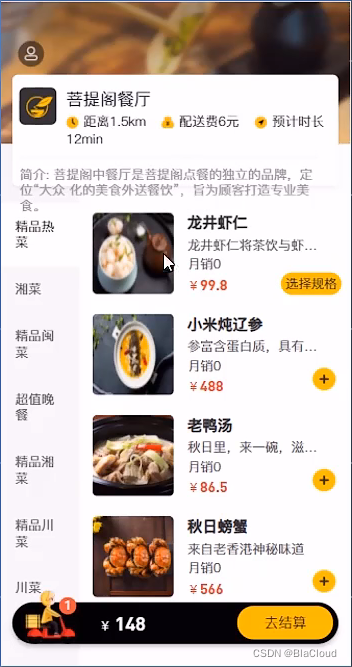 菩提阁餐厅
距离1.5km 配送费6元 预计时长
12min
简介: 菩提阁中餐厅是菩提阁点餐的独立的品牌，定
位“大众 化的美食外送餐饮”，旨为顾客打造专业美
食。
精品热
菜
湘菜
精品闽
菜
超值晚
餐
精品湘
菜
精品川
菜
川菜
龙井虾仁
龙井虾仁将茶饮与虾...
月销0
￥99.8
选择规格
小米炖辽参
参富含蛋白质，具有...
月销0
￥488
老鸭汤
秋日里，来一碗，滋...
月销0
￥86.5
秋日螃蟹
来自老香港神秘味道
月销0
￥566
1
￥ 148
去结算
CSDN @BlaCloud